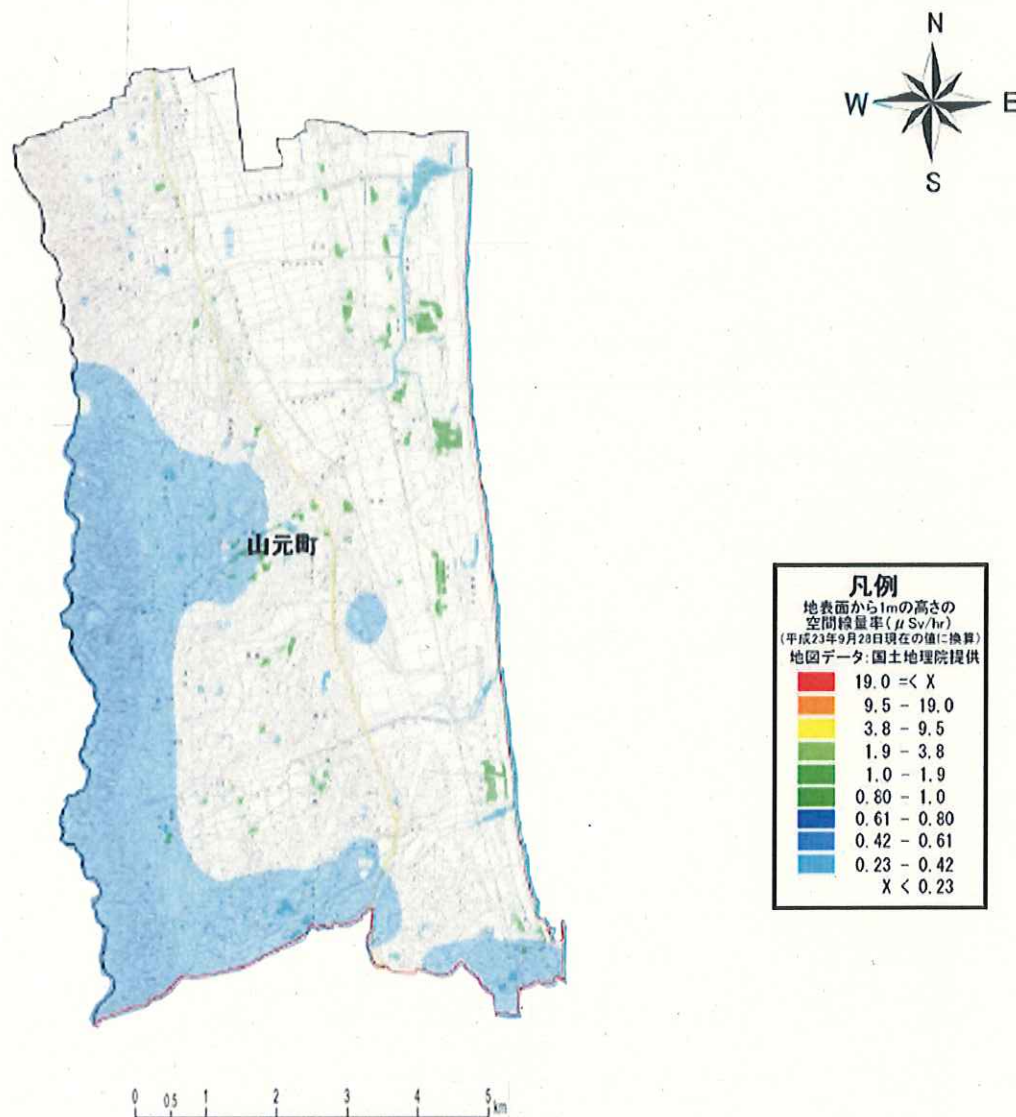 N
W E
S
山元町
凡例
地表面から1mの高さの
空間線量率(μSv/hr)
(平成23年9月28日現在の値に換算)
地図データ:国土地理院提供
19.0 =< X
9.5 - 19.0
3.8 - 9.5
1.9 - 3.8
1.0 - 1.9
0.80 - 1.0
0.61 - 0.80
0.42 - 0.61
0.23 - 0.42
X < 0.23
0 0.5 1 2 3 4 5 km